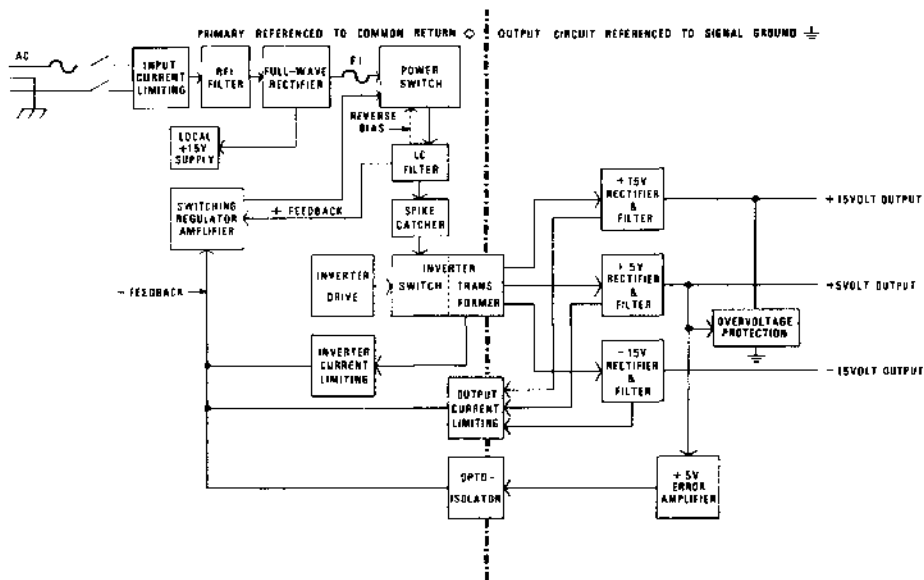 PRIMARY REFERENCED TO COMMON RETURN
OUTPUT CIRCUIT REFERENCED TO SIGNAL GROUND
AC
INPUT
CURRENT
LIMITING
RFI
FILTER
FULL-WAVE
RECTIFIER
F1
POWER
SWITCH
REVERSE
BIAS
LOCAL
+15V
SUPPLY
LC
FILTER
SWITCHING
REGULATOR
AMPLIFIER
+ FEEDBACK
SPIKE
CATCHER
+15V
RECTIFIER
&
FILTER
+15VOLT OUTPUT
- FEEDBACK
INVERTER
DRIVE
INVERTER
SWITCH
TRANS
FORMER
+5V
RECTIFIER
&
FILTER
+5VOLT OUTPUT
OVERVOLTAGE
PROTECTION
INVERTER
CURRENT
LIMITING
-15V
RECTIFIER
&
FILTER
-15VOLT OUTPUT
OUTPUT
CURRENT
LIMITING
OPTO-
ISOLATOR
+5V
ERROR
AMPLIFIER